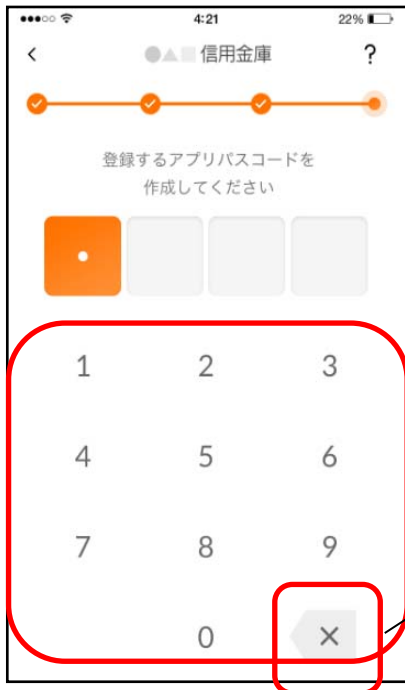 4:21
22%
●▲■信用金庫
?
登録するアプリパスコードを
作成してください
1 2 3
4 5 6
7 8 9
0 ×